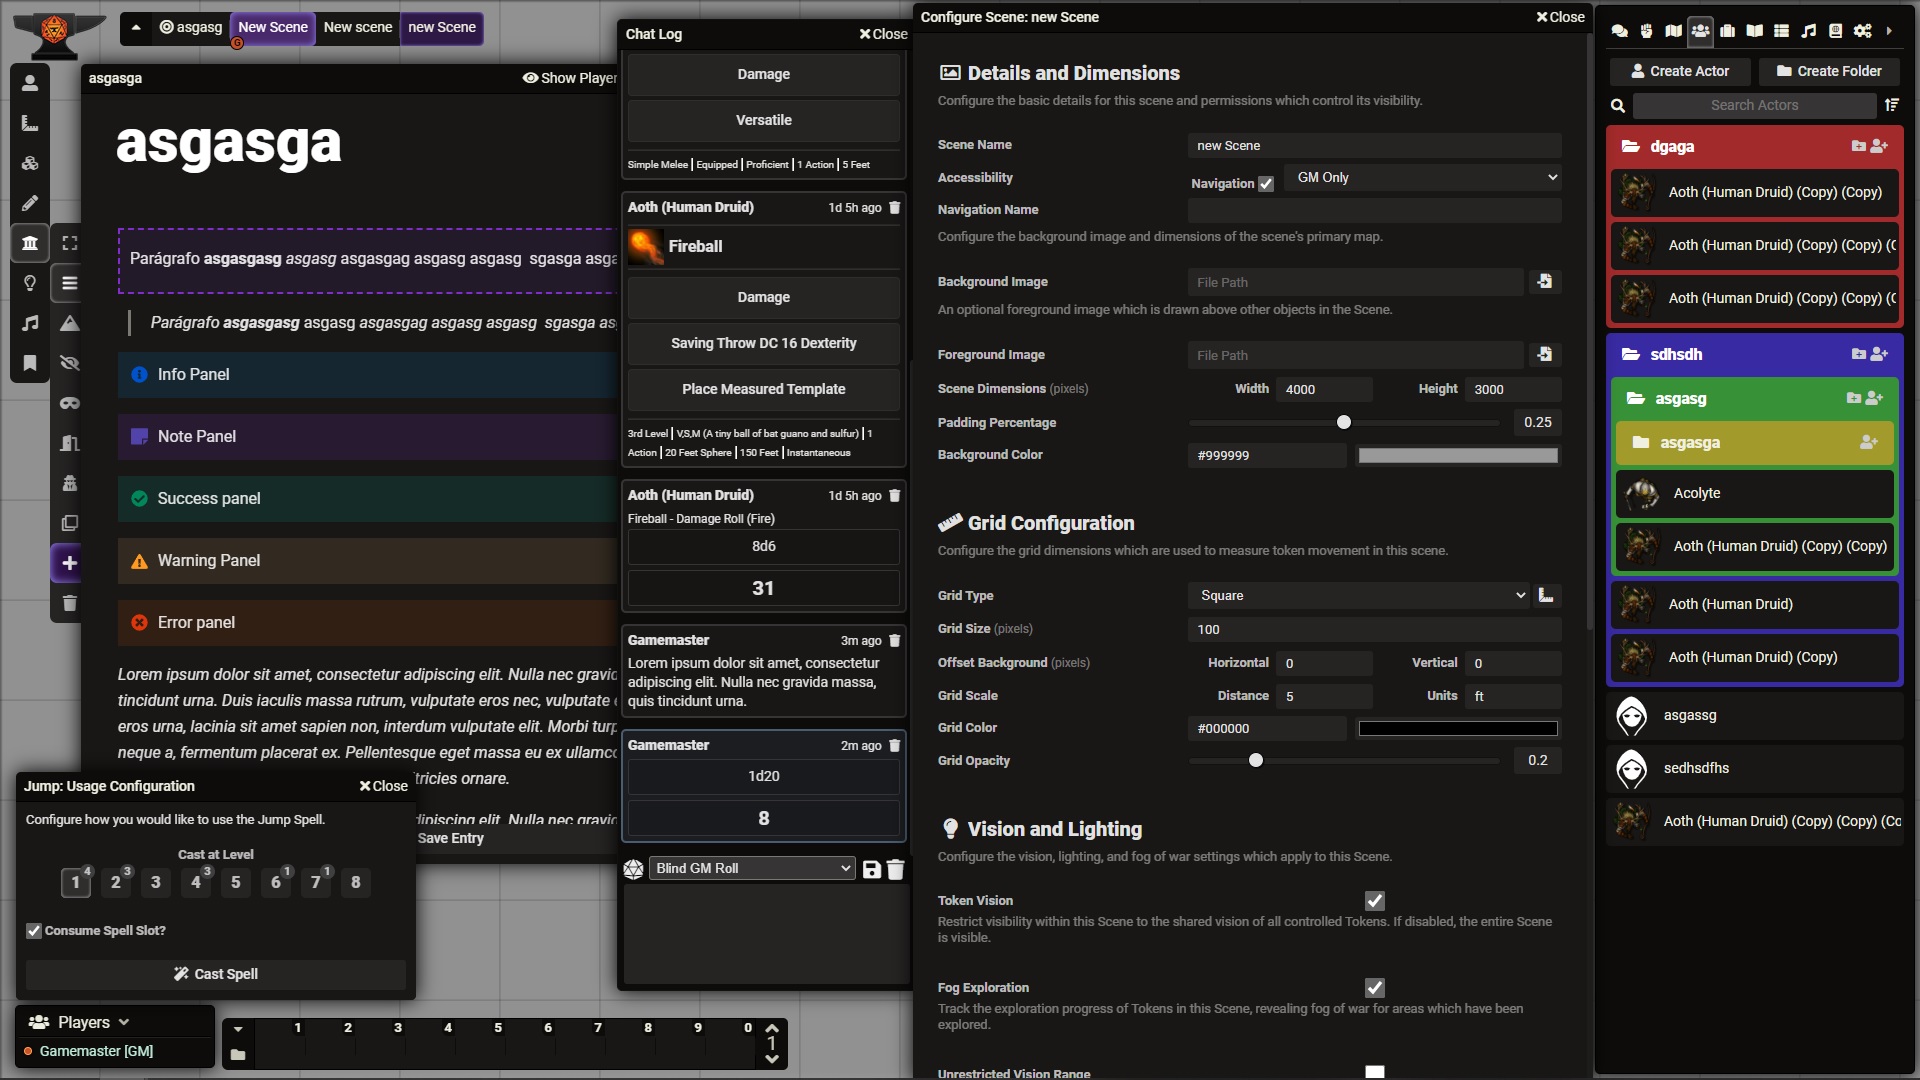 asgasg
New Scene
New scene
new Scene
G
asgasga
Show Player
asgasga
Parágrafo asgasgasg asgasg asgasgag asgasg asgasg sgasga asga
Parágrafo asgasgasg asgasg asgasgag asgasg asgasg sgasga as
Info Panel
Note Panel
Success panel
Warning Panel
Error panel
Lorem ipsum dolor sit amet, consectetur adipiscing elit. Nulla nec gravid
tincidunt urna. Duis iaculis massa rutrum, vulputate eros nec, vulputate
eros urna, lacinia sit amet sapien non, interdum vulputate elit. Morbi turp
neque a, fermentum placerat ex. Pellentesque eget massa eu ex ullamco
tricies ornare.
dipiscing elit. Nulla nec gravid
Save Entry
Jump: Usage Configuration
Close
Configure how you would like to use the Jump Spell.
Cast at Level
1 4 2 3 3 4 3 5 6 1 7 1 8
Consume Spell Slot?
Cast Spell
Players
Gamemaster [GM]
1 2 3 4 5 6 7 8 9 0
1
Chat Log
Close
Damage
Versatile
Simple Melee | Equipped | Proficient | 1 Action | 5 Feet
Aoth (Human Druid)
1d 5h ago
Fireball
Damage
Saving Throw DC 16 Dexterity
Place Measured Template
3rd Level | V,S,M (A tiny ball of bat guano and sulfur) | 1
Action | 20 Feet Sphere | 150 Feet | Instantaneous
Aoth (Human Druid)
1d 5h ago
Fireball - Damage Roll (Fire)
8d6
31
Gamemaster
3m ago
Lorem ipsum dolor sit amet, consectetur
adipiscing elit. Nulla nec gravida massa,
quis tincidunt urna.
Gamemaster
2m ago
1d20
8
Blind GM Roll
Configure Scene: new Scene
Close
Details and Dimensions
Configure the basic details for this scene and permissions which control its visibility.
Scene Name
new Scene
Accessibility
Navigation
GM Only
Navigation Name
Configure the background image and dimensions of the scene's primary map.
Background Image
File Path
An optional foreground image which is drawn above other objects in the Scene.
Foreground Image
File Path
Scene Dimensions (pixels)
Width 4000
Height 3000
Padding Percentage
0.25
Background Color
#999999
Grid Configuration
Configure the grid dimensions which are used to measure token movement in this scene.
Grid Type
Square
Grid Size (pixels)
100
Offset Background (pixels)
Horizontal 0
Vertical 0
Grid Scale
Distance 5
Units ft
Grid Color
#000000
Grid Opacity
0.2
Vision and Lighting
Configure the vision, lighting, and fog of war settings which apply to this Scene.
Token Vision
Restrict visibility within this Scene to the shared vision of all controlled Tokens. If disabled, the entire Scene
is visible.
Fog Exploration
Track the exploration progress of Tokens in this Scene, revealing fog of war for areas which have been
explored.
Unrestricted Vision Range
Create Actor
Create Folder
Search Actors
dgaga
Aoth (Human Druid) (Copy) (Copy)
Aoth (Human Druid) (Copy) (Copy) (C
Aoth (Human Druid) (Copy) (Copy) (C
sdhsdh
asgasg
asgasga
Acolyte
Aoth (Human Druid) (Copy) (Copy)
Aoth (Human Druid)
Aoth (Human Druid) (Copy)
asgassg
sedhsdfhs
Aoth (Human Druid) (Copy) (Copy) (Co